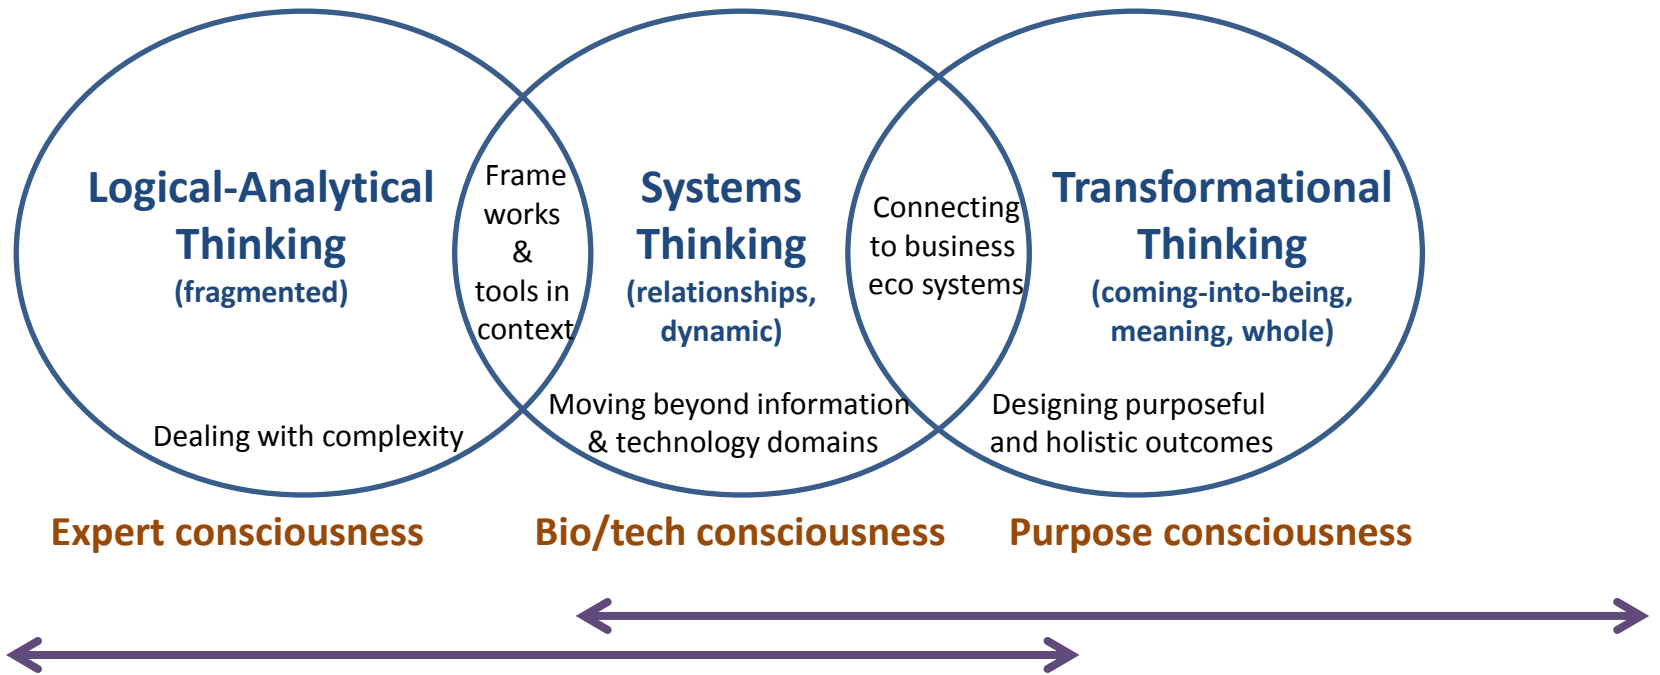 Logical-Analytical
Thinking
(fragmented)
Dealing with complexity
Frame
works
&
tools in
context
Systems
Thinking
(relationships,
dynamic)
Moving beyond information
& technology domains
Connecting
to business
eco systems
Transformational
Thinking
(coming-into-being,
meaning, whole)
Designing purposeful
and holistic outcomes
Expert consciousness
Bio/tech consciousness
Purpose consciousness